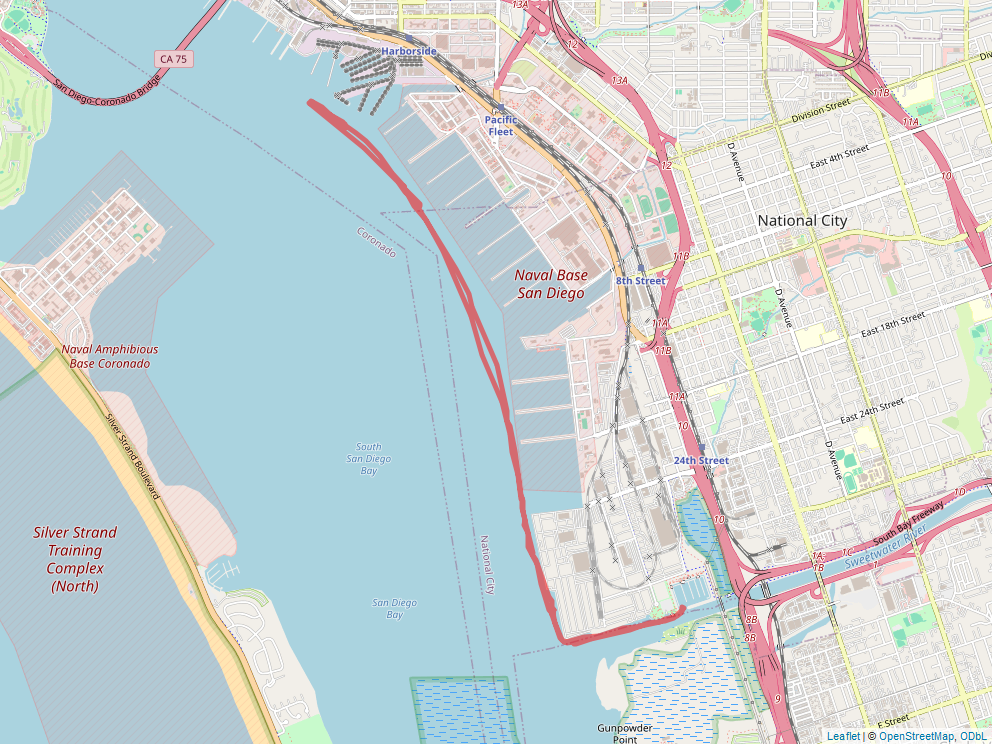 13A
12
Harborside
CA 75
13A
San Diego-Coronado Bridge
11B
Division Street
Div
11A
Pacific
Fleet
D Avenue
East 4th Street
12
10
National City
Coronado
11B
Naval Base
San Diego
8th Street
D Avenue
11A
East 18th Street
11B
Naval Amphibious
Base Coronado
11A
East 24th Street
10
Silver Strand Boulevard
South
San Diego
Bay
24th Street
D Avenue
1D
10
South Bay Freeway
Silver Strand
Training
Complex
(North)
National City
1A
1C
Sweetwater River
1B
1
San Diego
Bay
8B
8B
9
Gunpowder
Point
E Street
Leaflet | © OpenStreetMap, ODbL